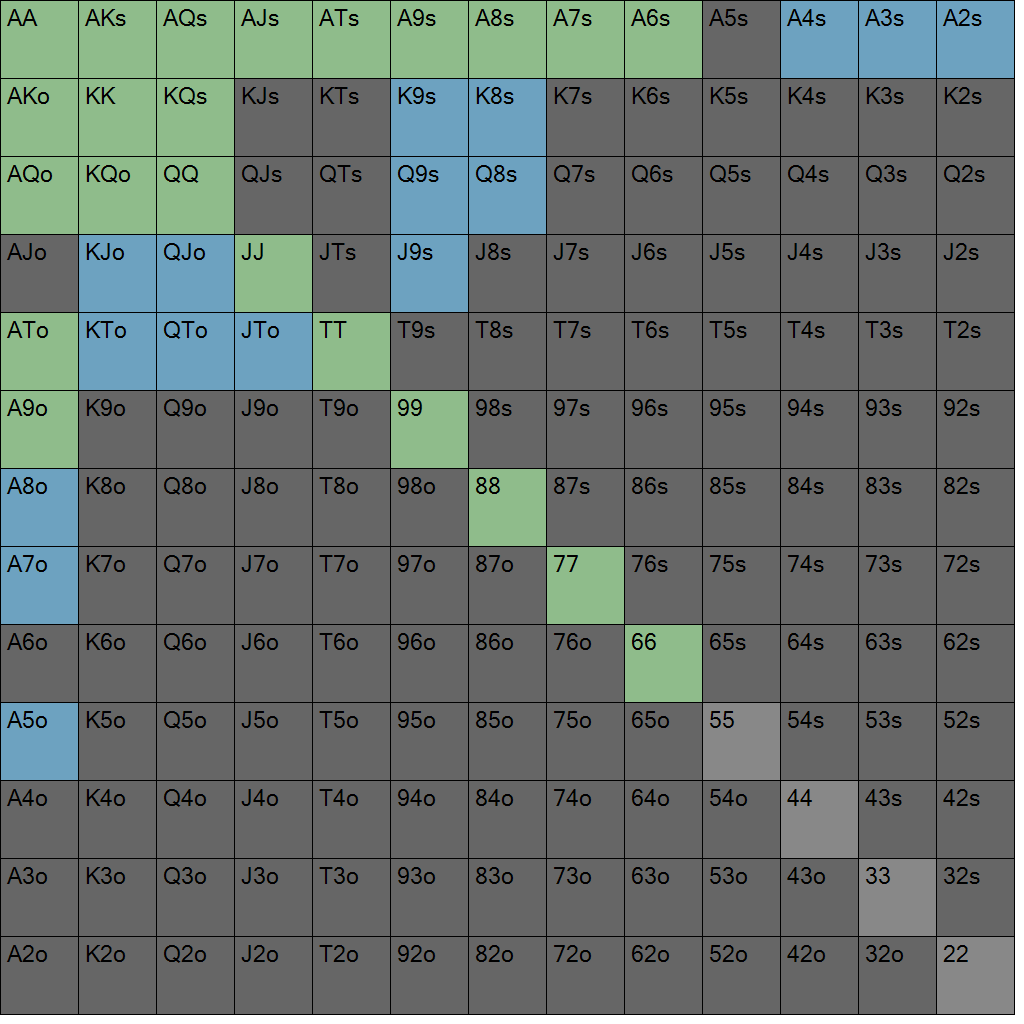 AA AKs AQs AJs ATs A9s A8s A7s A6s A5s A4s A3s A2s
AKo KK KQs KJs KTs K9s K8s K7s K6s K5s K4s K3s K2s
AQo KQo QQ QJs QTs Q9s Q8s Q7s Q6s Q5s Q4s Q3s Q2s
AJo KJo QJo JJ JTs J9s J8s J7s J6s J5s J4s J3s J2s
ATo KTo QTo JTo TT T9s T8s T7s T6s T5s T4s T3s T2s
A9o K9o Q9o J9o T9o 99 98s 97s 96s 95s 94s 93s 92s
A8o K8o Q8o J8o T8o 98o 88 87s 86s 85s 84s 83s 82s
A7o K7o Q7o J7o T7o 97o 87o 77 76s 75s 74s 73s 72s
A6o K6o Q6o J6o T6o 96o 86o 76o 66 65s 64s 63s 62s
A5o K5o Q5o J5o T5o 95o 85o 75o 65o 55 54s 53s 52s
A4o K4o Q4o J4o T4o 94o 84o 74o 64o 54o 44 43s 42s
A3o K3o Q3o J3o T3o 93o 83o 73o 63o 53o 43o 33 32s
A2o K2o Q2o J2o T2o 92o 82o 72o 62o 52o 42o 32o 22